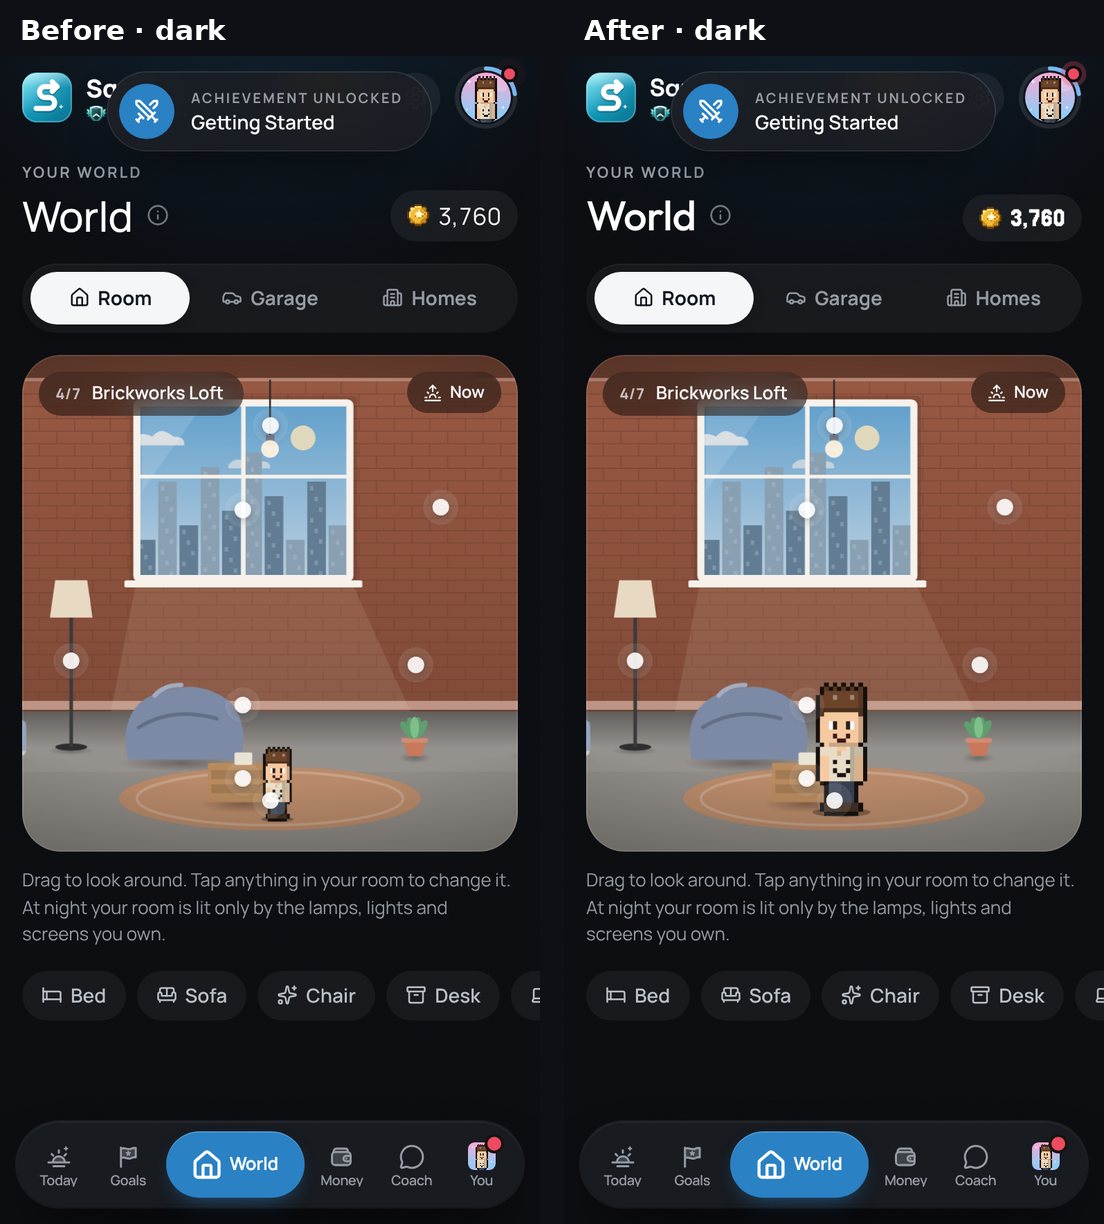 Before · dark
ACHIEVEMENT UNLOCKED
Getting Started
YOUR WORLD
World
3,760
Room
Garage
Homes
4/7 Brickworks Loft
Now
Drag to look around. Tap anything in your room to change it.
At night your room is lit only by the lamps, lights and
screens you own.
Bed
Sofa
Chair
Desk
Today
Goals
World
Money
Coach
You
After · dark
ACHIEVEMENT UNLOCKED
Getting Started
YOUR WORLD
World
3,760
Room
Garage
Homes
4/7 Brickworks Loft
Now
Drag to look around. Tap anything in your room to change it.
At night your room is lit only by the lamps, lights and
screens you own.
Bed
Sofa
Chair
Desk
Today
Goals
World
Money
Coach
You